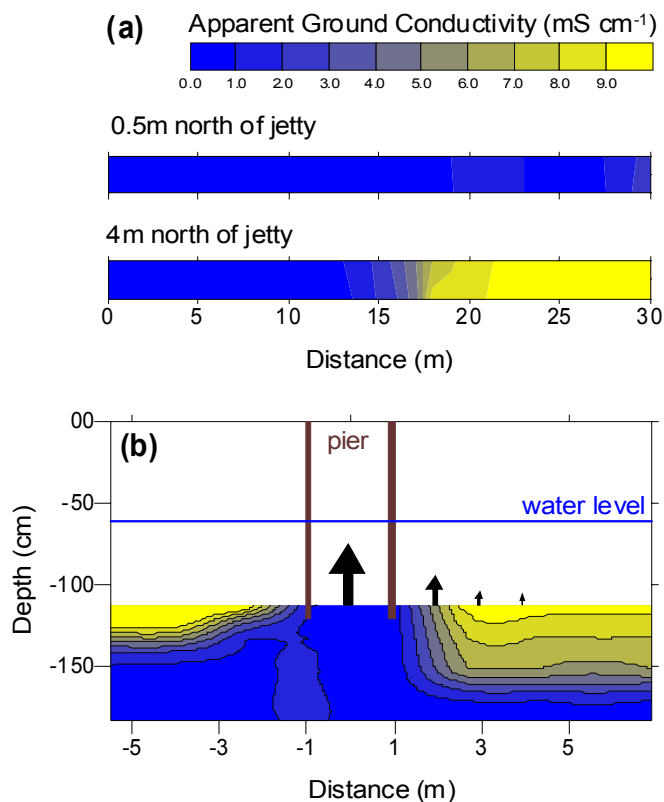 (a)
Apparent Ground Conductivity (mS cm⁻¹)
0.0 1.0 2.0 3.0 4.0 5.0 6.0 7.0 8.0 9.0
0.5m north of jetty
4m north of jetty
0 5 10 15 20 25 30
Distance (m)
(b)
00
pier
-50
water level
Depth (cm)
-100
-150
-5 -3 -1 1 3 5
Distance (m)